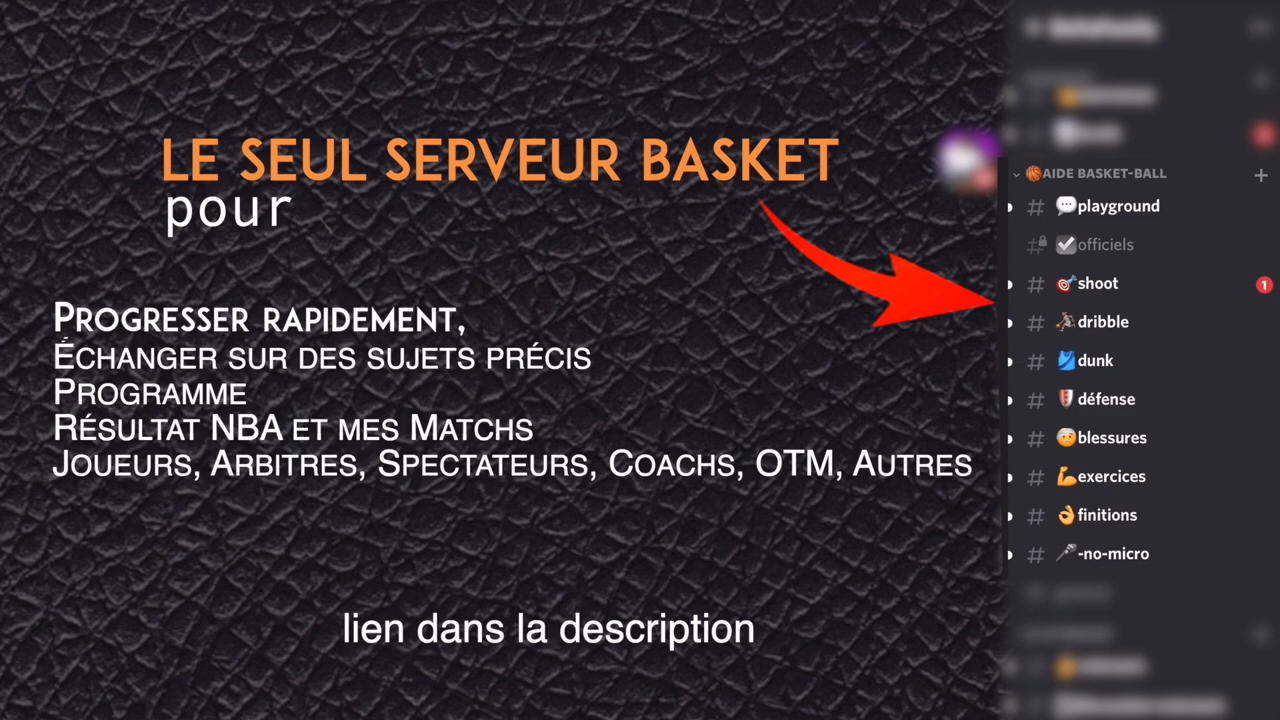 LE SEUL SERVEUR BASKET
pour
PROGRESSER RAPIDEMENT,
ÉCHANGER SUR DES SUJETS PRÉCIS
PROGRAMME
RÉSULTAT NBA ET MES MATCHS
JOUEURS, ARBITRES, SPECTATEURS, COACHS, OTM, AUTRES
lien dans la description
🏀AIDE BASKET-BALL +
# 💬playground
# ☑officiels
# 🎯shoot 1
# ⛹dribble
# 🎽dunk
# défense
# 🤕blessures
# 💪exercices
# 👌finitions
# 🎤-no-micro